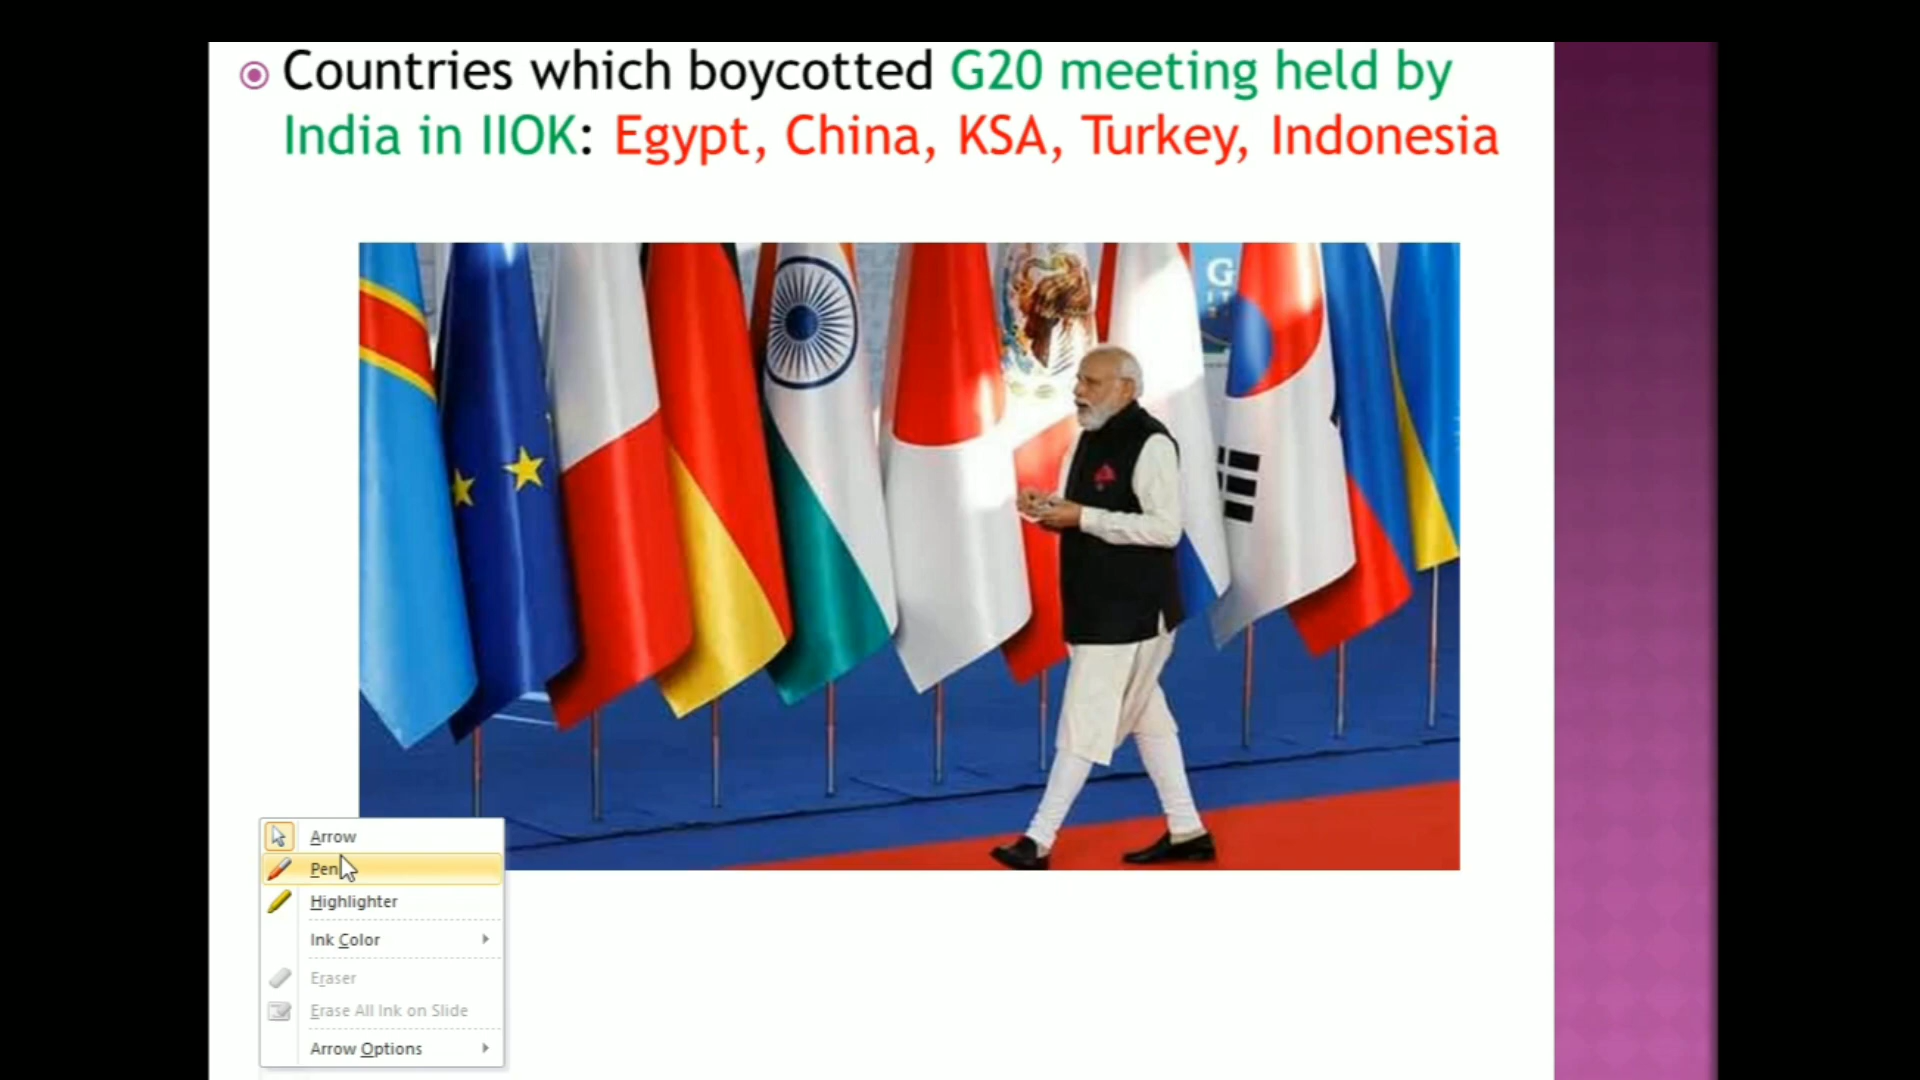 Countries which boycotted G20 meeting held by
India in IIOK: Egypt, China, KSA, Turkey, Indonesia
G
Arrow
Pen
Highlighter
Ink Color
Eraser
Erase All Ink on Slide
Arrow Options